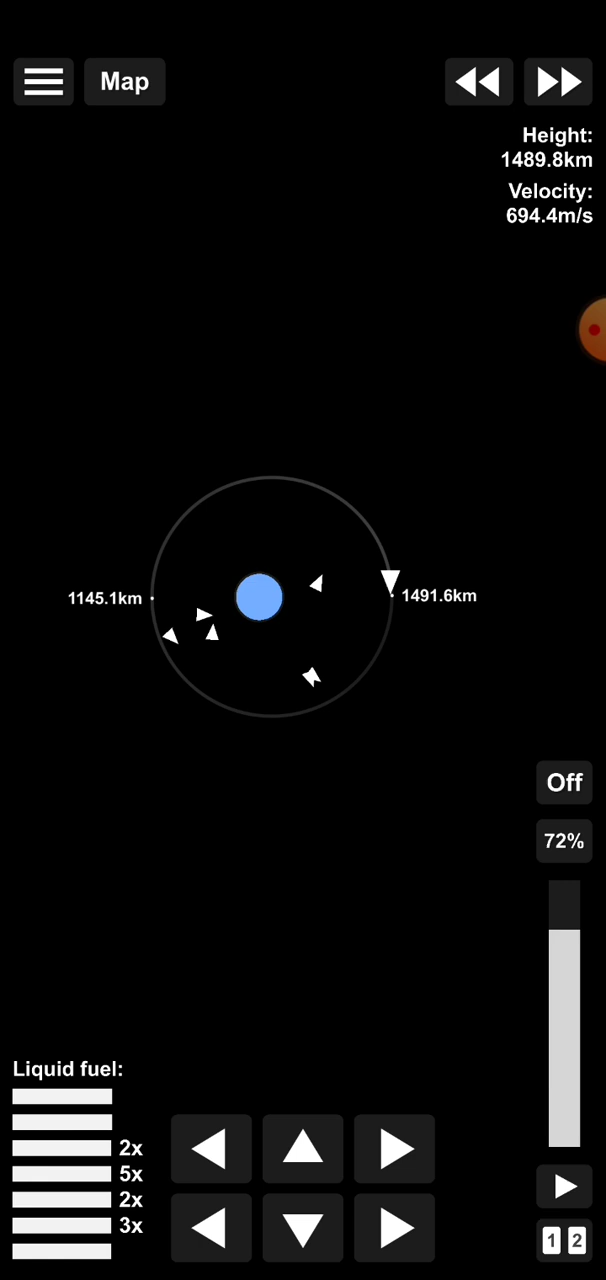 Map
Height:
1489.8km
Velocity:
694.4m/s
1145.1km
1491.6km
Off
72%
Liquid fuel:
2x
5x
2x
3x
1 2